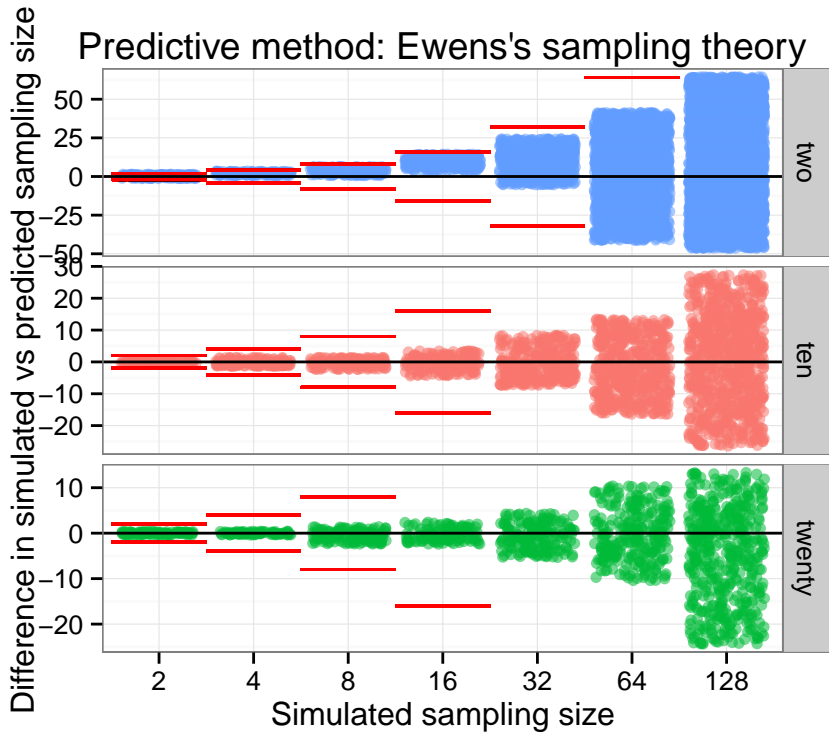 Predictive method: Ewens's sampling theory
Difference in simulated vs predicted sampling size
50
25
0
−25
−50
two
30
20
10
0
−10
−20
ten
10
0
−10
−20
twenty
2 4 8 16 32 64 128
Simulated sampling size